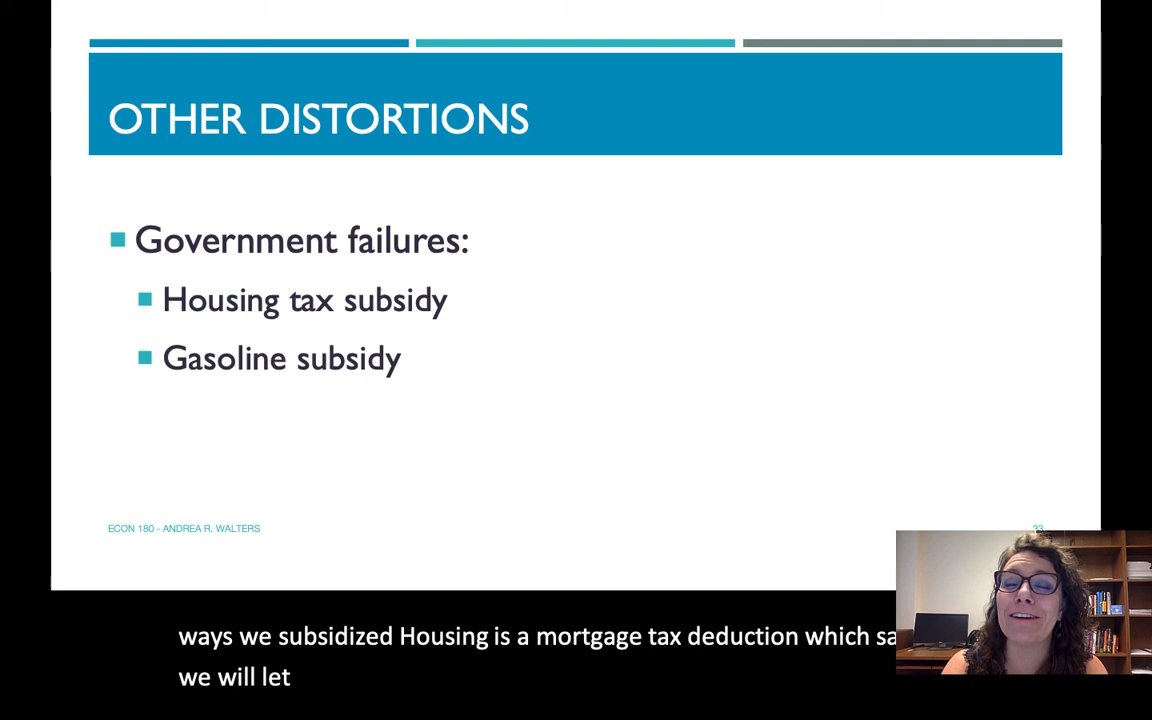 OTHER DISTORTIONS
Government failures:
Housing tax subsidy
Gasoline subsidy
ECON 180 - ANDREA R. WALTERS
33
ways we subsidized Housing is a mortgage tax deduction which
we will let